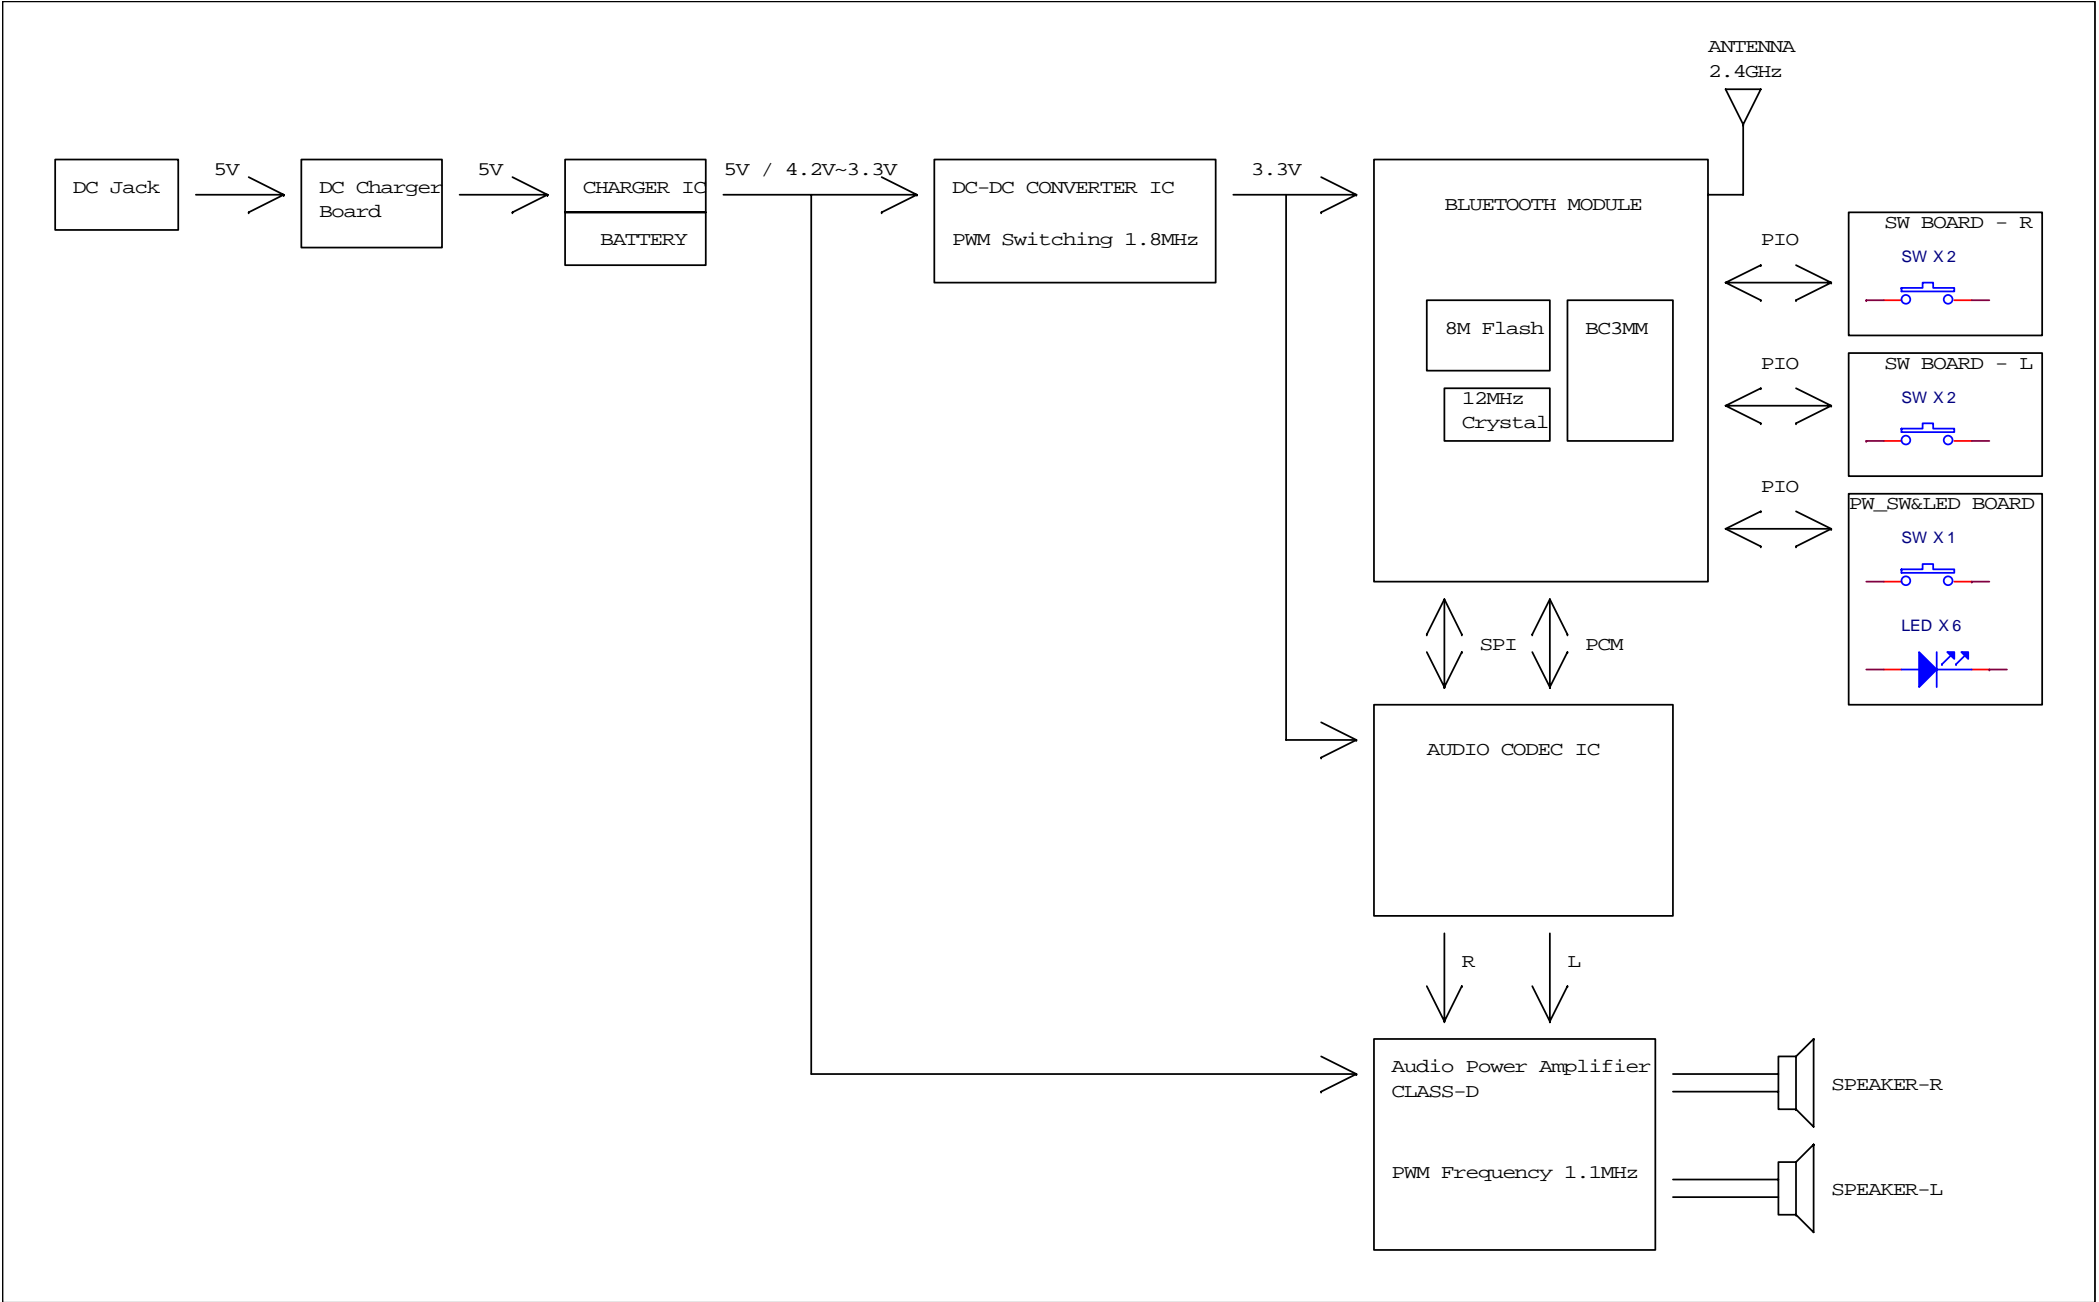 ANTENNA
2.4GHz
DC Jack
5V
DC Charger
Board
5V
CHARGER IC
BATTERY
5V / 4.2V~3.3V
DC-DC CONVERTER IC
PWM Switching 1.8MHz
3.3V
BLUETOOTH MODULE
8M Flash
BC3MM
12MHz
Crystal
PIO
SW BOARD - R
SW X 2
PIO
SW BOARD - L
SW X 2
PIO
PW_SW&LED BOARD
SW X 1
LED X 6
SPI
PCM
AUDIO CODEC IC
R
L
Audio Power Amplifier
CLASS-D
PWM Frequency 1.1MHz
SPEAKER-R
SPEAKER-L